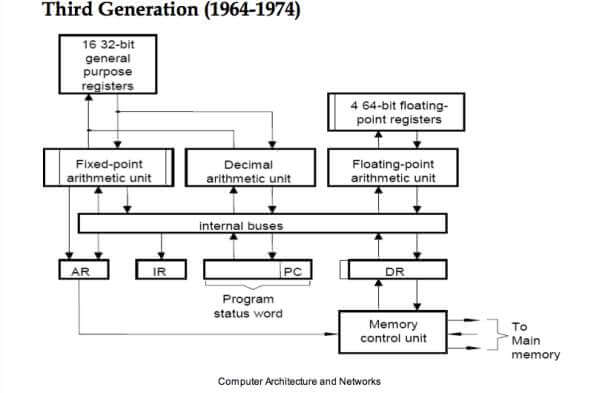 Third Generation (1964-1974)
16 32-bit
general
purpose
registers
4 64-bit floating-
point registers
Fixed-point
arithmetic unit
Decimal
arithmetic unit
Floating-point
arithmetic unit
internal buses
AR
IR
PC
DR
Program
status word
Memory
control unit
To
Main
memory
Computer Architecture and Networks